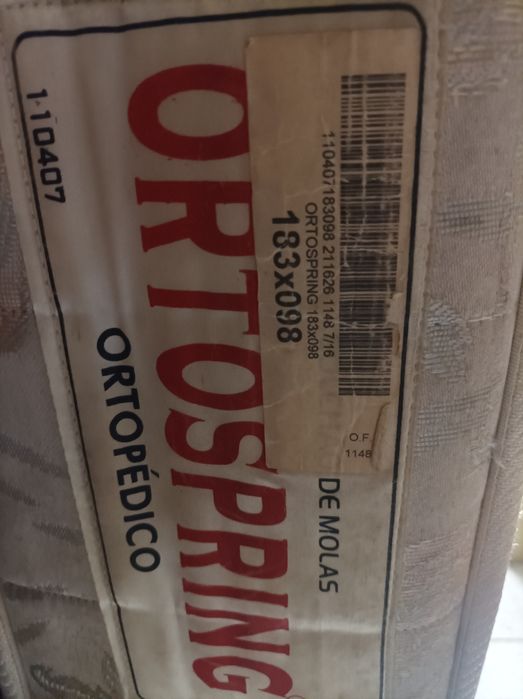 110407183098 211626 1148 7/16
ORTOSPRING 183x098
183x098
O.F.
1148
DE MOLAS
ORTOSPRING
ORTOPÉDICO
110407